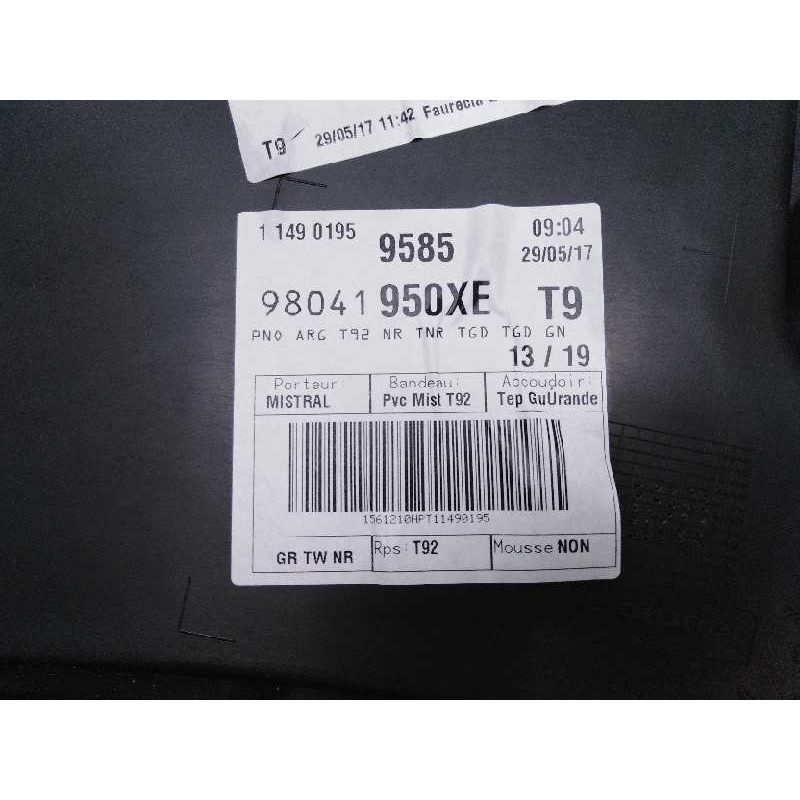 T9 29/05/17 11:42 Faurecia
1 149 0195 9585 09:04
29/05/17
98041 950XE T9
PNO ARG T92 NR TNR TGD TGD GN
13 / 19
Porteur: Bandeau: Accoudoir:
MISTRAL Pvc Mist T92 Tep GuUrande
1561210HPT11490195
GR TW NR Rps: T92 Mousse NON